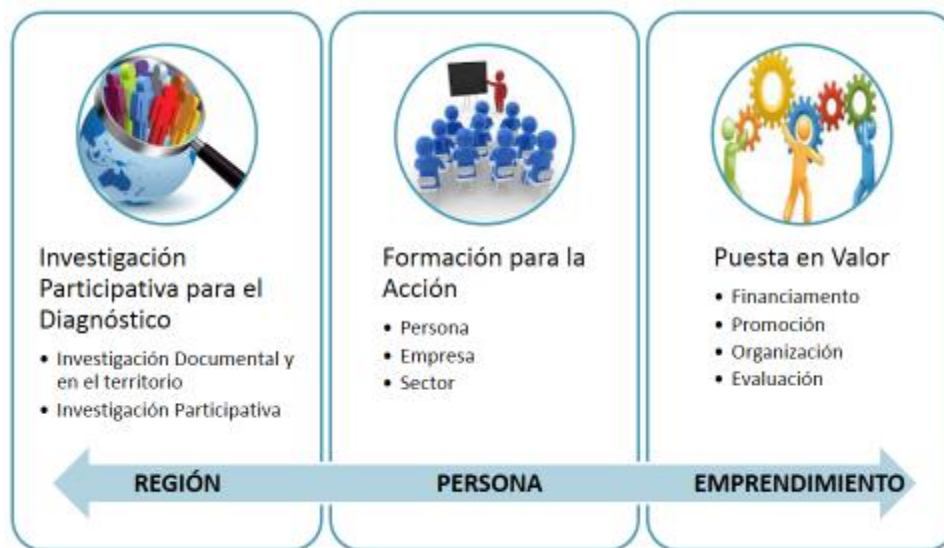 Investigación
Participativa para el
Diagnóstico
• Investigación Documental y
en el territorio
• Investigación Participativa
Formación para la
Acción
• Persona
• Empresa
• Sector
Puesta en Valor
• Financiamento
• Promoción
• Organización
• Evaluación
REGIÓN
PERSONA
EMPRENDIMIENTO